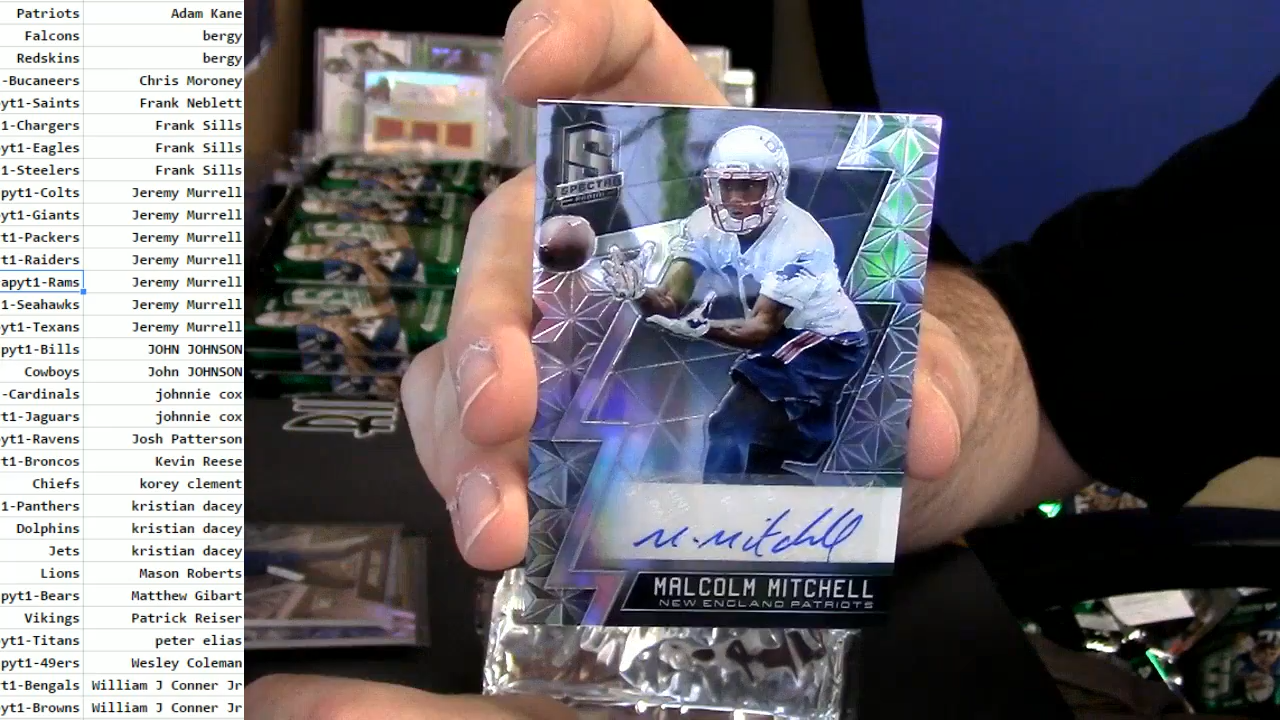 Patriots Adam Kane
Falcons bergy
Redskins bergy
-Bucaneers Chris Moroney
yt1-Saints Frank Neblett
1-Chargers Frank Sills
yt1-Eagles Frank Sills
1-Steelers Frank Sills
pyt1-Colts Jeremy Murrell
yt1-Giants Jeremy Murrell
t1-Packers Jeremy Murrell
t1-Raiders Jeremy Murrell
apyt1-Rams Jeremy Murrell
1-Seahawks Jeremy Murrell
yt1-Texans Jeremy Murrell
pyt1-Bills JOHN JOHNSON
Cowboys John JOHNSON
-Cardinals johnnie cox
t1-Jaguars johnnie cox
yt1-Ravens Josh Patterson
t1-Broncos Kevin Reese
Chiefs korey clement
1-Panthers kristian dacey
Dolphins kristian dacey
Jets kristian dacey
Lions Mason Roberts
pyt1-Bears Matthew Gibart
Vikings Patrick Reiser
yt1-Titans peter elias
pyt1-49ers Wesley Coleman
t1-Bengals William J Conner Jr
yt1-Browns William J Conner Jr
S
SPECTRA
PANINI
M. Mitchell
MALCOLM MITCHELL
NEW ENGLAND PATRIOTS